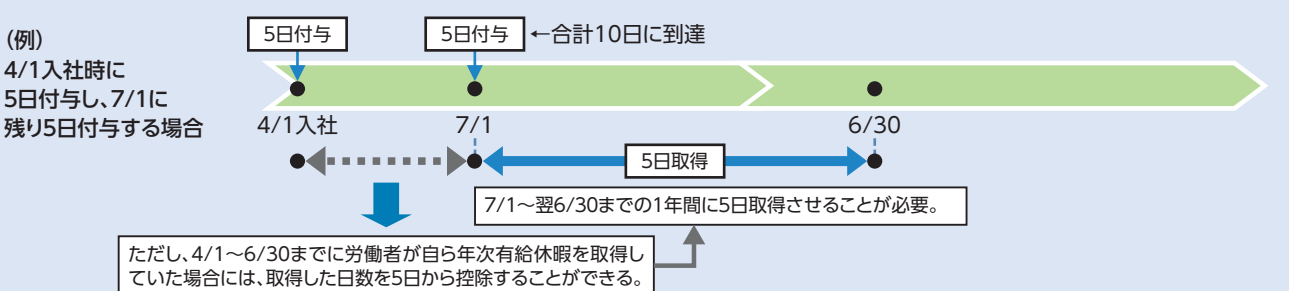 (例)
4/1入社時に
5日付与し、7/1に
残り5日付与する場合
5日付与
5日付与
←合計10日に到達
4/1入社
7/1
6/30
5日取得
7/1～翌6/30までの1年間に5日取得させることが必要。
ただし、4/1～6/30までに労働者が自ら年次有給休暇を取得し
ていた場合には、取得した日数を5日から控除することができる。